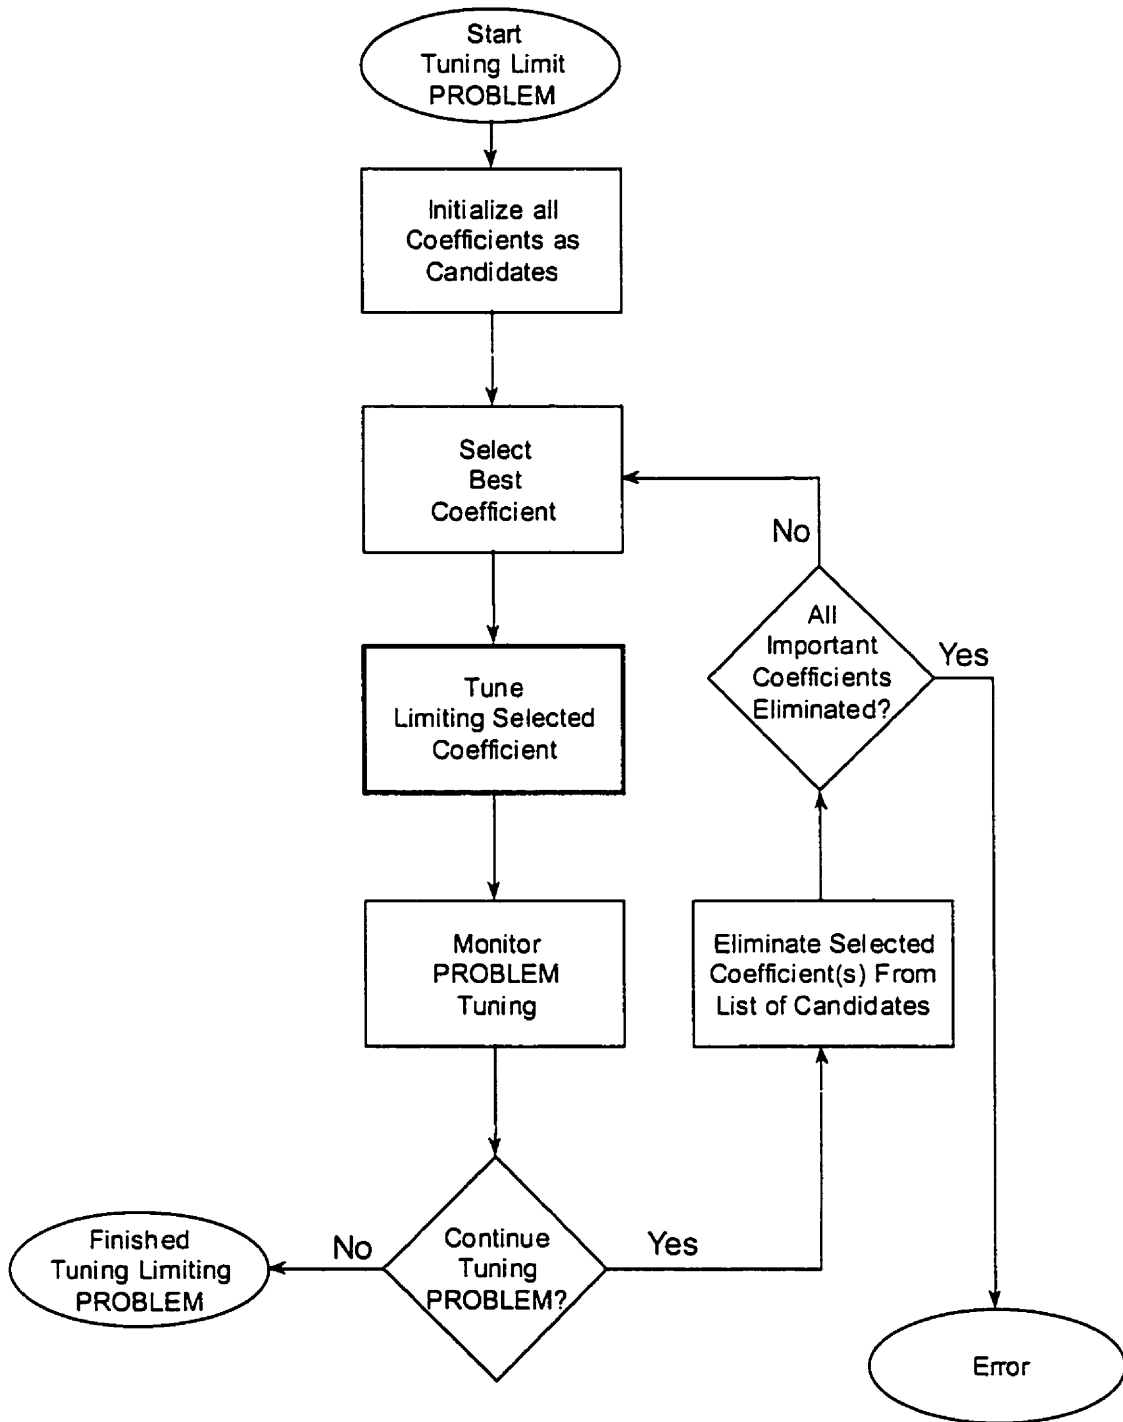 Start
Tuning Limit
PROBLEM
Initialize all
Coefficients as
Candidates
Select
Best
Coefficient
No
All
Important
Coefficients
Eliminated?
Yes
Tune
Limiting Selected
Coefficient
Monitor
PROBLEM
Tuning
Eliminate Selected
Coefficient(s) From
List of Candidates
Continue
Tuning
PROBLEM?
Yes
No
Finished
Tuning Limiting
PROBLEM
Error